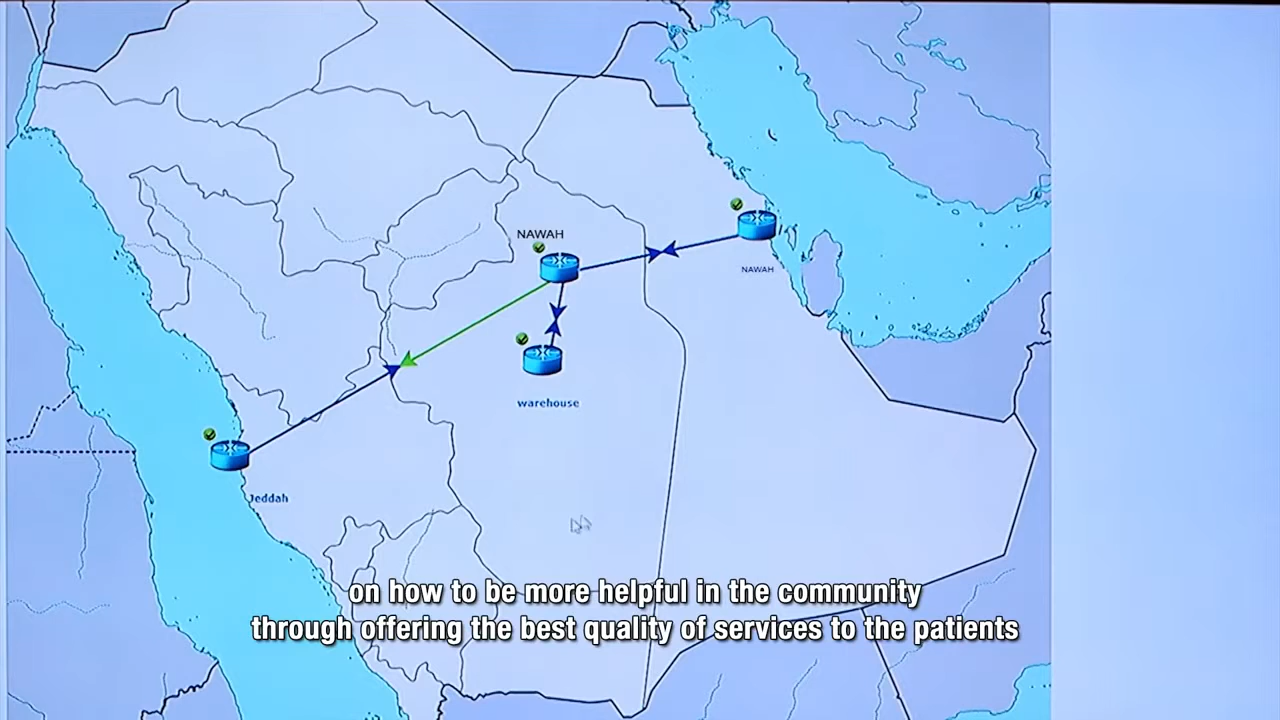 NAWAH
NAWAH
warehouse
Jeddah
on how to be more helpful in the community
through offering the best quality of services to the patients